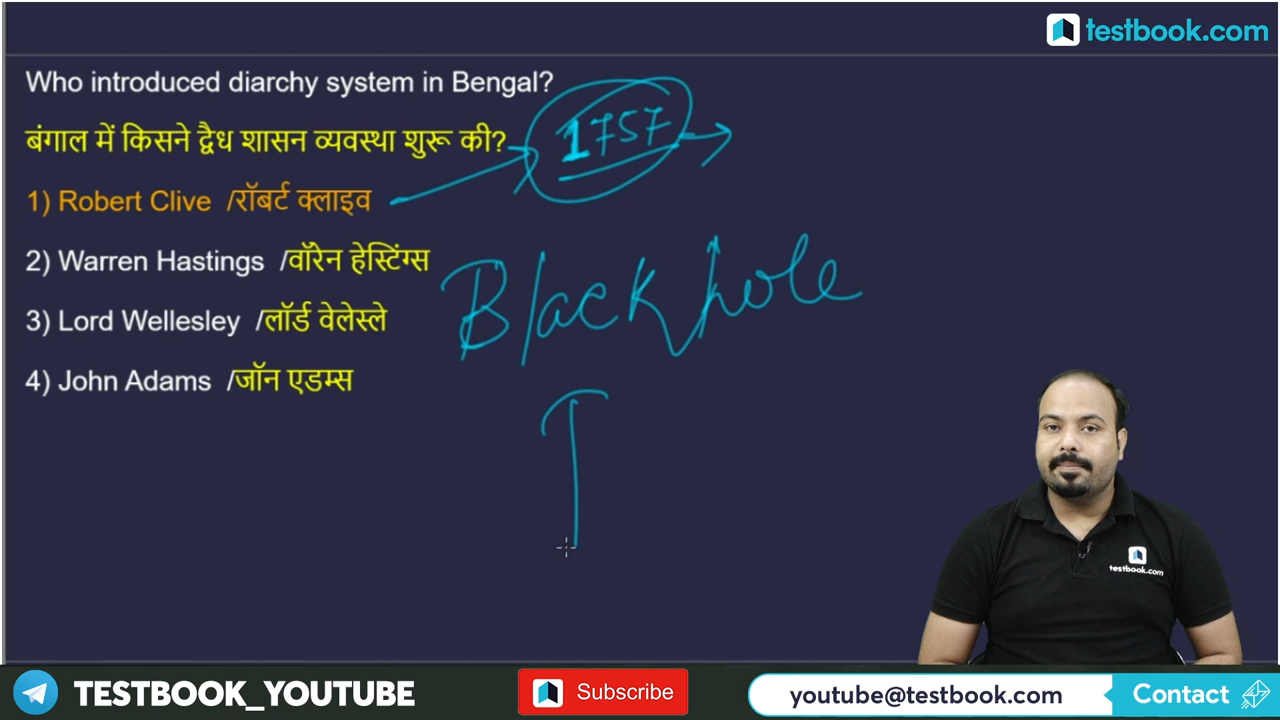 testbook.com
Who introduced diarchy system in Bengal?
बंगाल में किसने द्वैध शासन व्यवस्था शुरू की?
1757
1) Robert Clive /रॉबर्ट क्लाइव
2) Warren Hastings /वॉरेन हेस्टिंग्स
Black hole
3) Lord Wellesley /लॉर्ड वेलेस्ले
4) John Adams /जॉन एडम्स
T
testbook.com
TESTBOOK_YOUTUBE
Subscribe
youtube@testbook.com
Contact